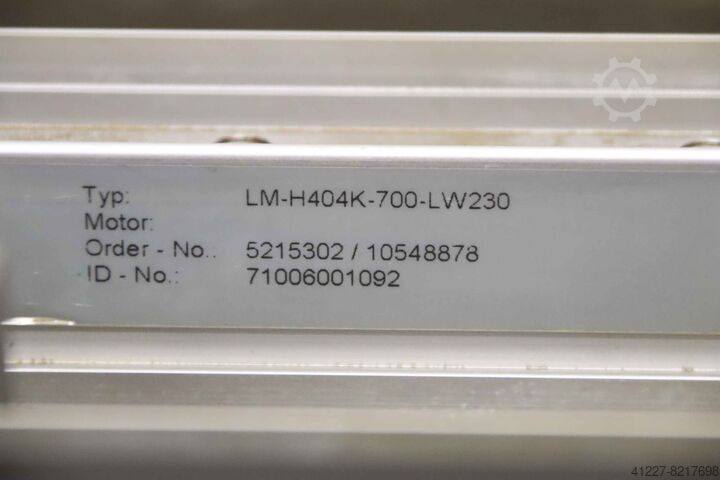 Typ: LM-H404K-700-LW230
Motor:
Order - No.: 5215302 / 10548878
ID - No.: 71006001092
41227-8217698